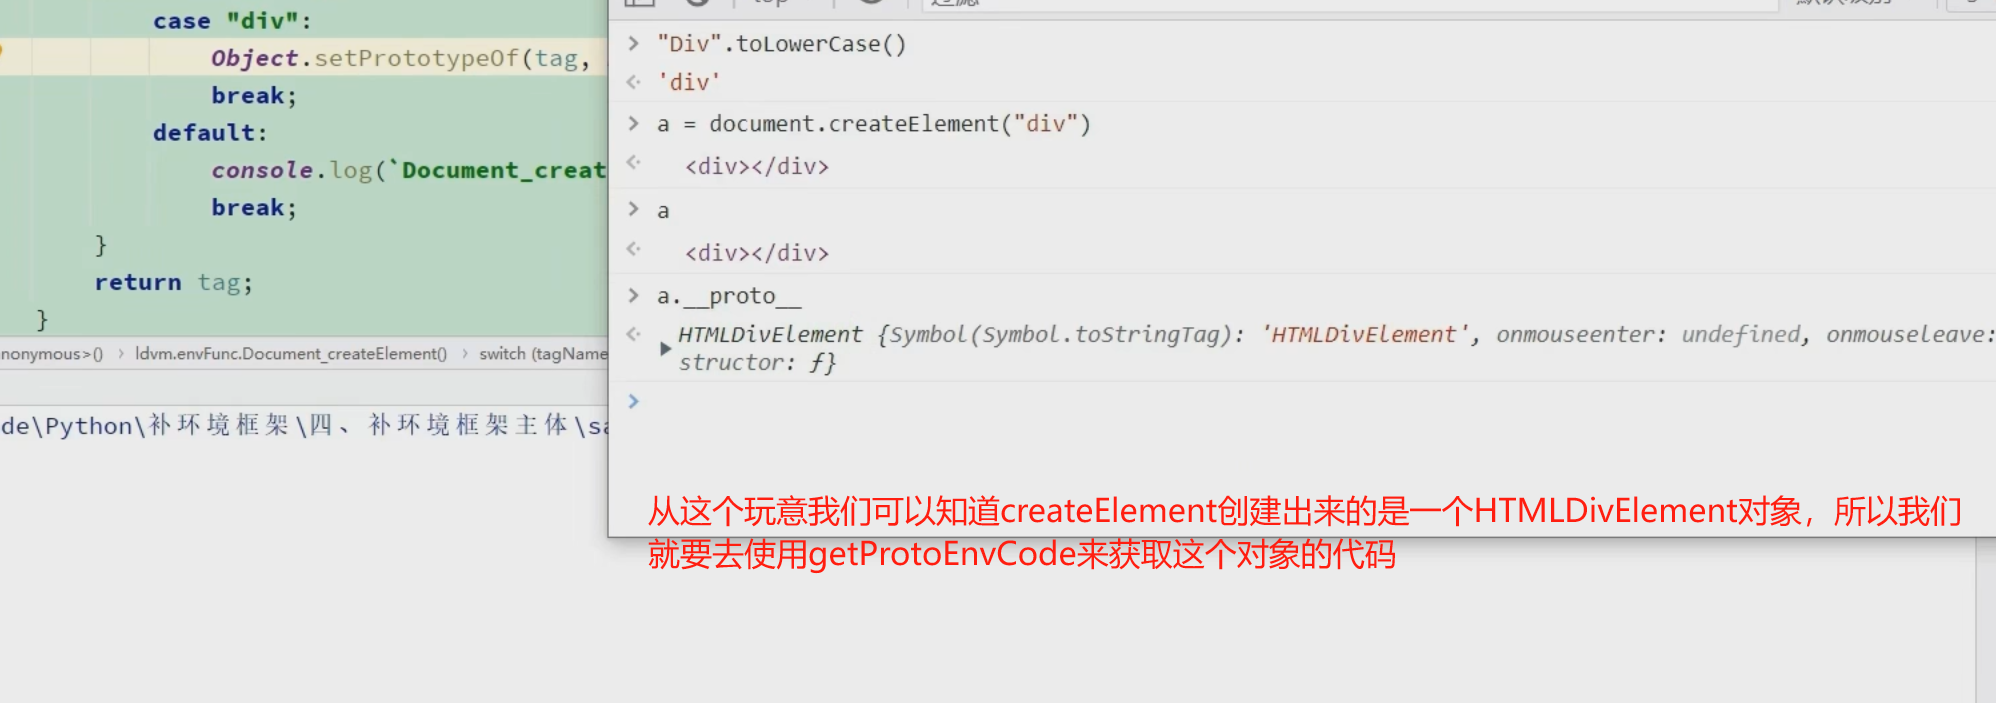 case "div":
Object.setPrototypeOf(tag,
break;
default:
console.log(`Document_creat
break;
}
return tag;
}
nonymous>() › ldvm.envFunc.Document_createElement() › switch (tagName
de\Python\补环境框架\四、补环境框架主体\sa
top
过滤
默认级别
> "Div".toLowerCase()
'div'
> a = document.createElement("div")
<div></div>
> a
<div></div>
> a.__proto__
HTMLDivElement {Symbol(Symbol.toStringTag): 'HTMLDivElement', onmouseenter: undefined, onmouseleave:
structor: ƒ}
>
从这个玩意我们可以知道createElement创建出来的是一个HTMLDivElement对象，所以我们
就要去使用getProtoEnvCode来获取这个对象的代码